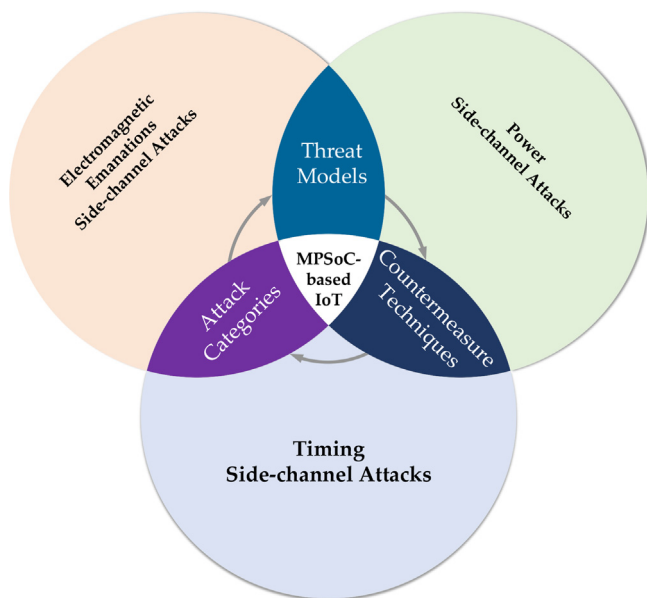 Electromagnetic
Emanations
Side-channel Attacks
Power
Side-channel Attacks
Threat
Models
MPSoC-
based
IoT
Attack
Categories
Countermeasure
Techniques
Timing
Side-channel Attacks